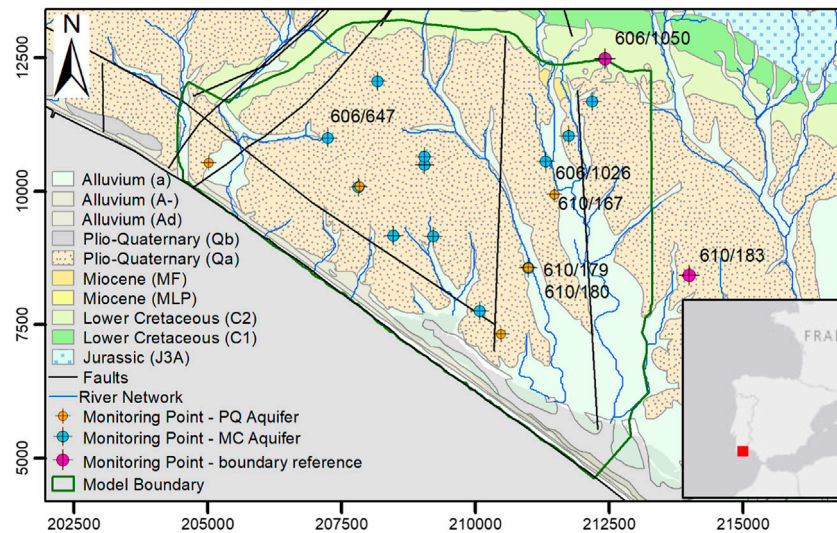 N
12500
10000
7500
5000
606/1050
606/647
606/1026
610/167
610/183
610/179
610/180
Alluvium (a)
Alluvium (A-)
Alluvium (Ad)
Plio-Quaternary (Qb)
Plio-Quaternary (Qa)
Miocene (MF)
Miocene (MLP)
Lower Cretaceous (C2)
Lower Cretaceous (C1)
Jurassic (J3A)
Faults
River Network
Monitoring Point - PQ Aquifer
Monitoring Point - MC Aquifer
Monitoring Point - boundary reference
Model Boundary
FRAN
202500 205000 207500 210000 212500 215000